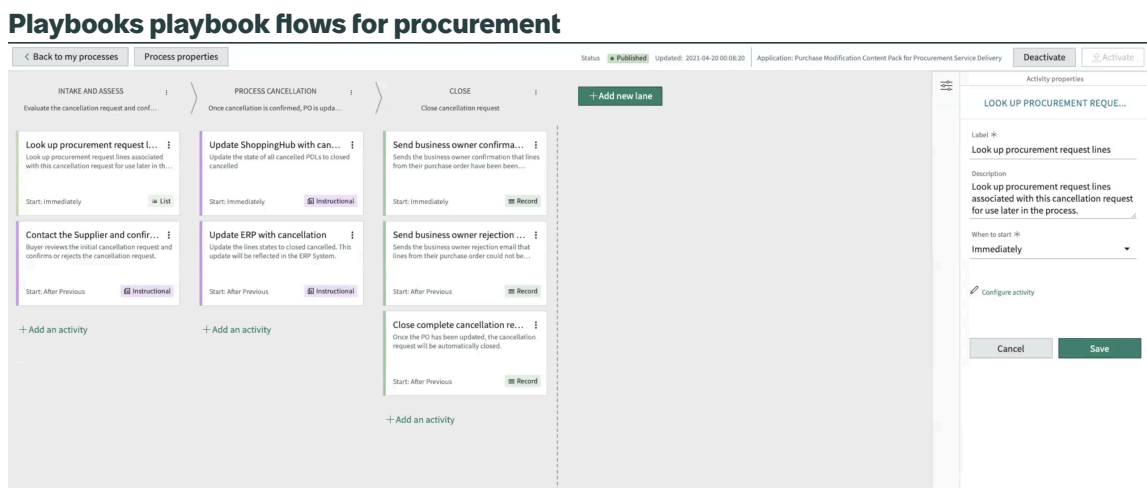 Playbooks playbook flows for procurement
< Back to my processes
Process properties
Status Published Updated: 2021-04-20 00:08:20 Application: Purchase Modification Content Pack for Procurement Service Delivery
Deactivate
Activate
INTAKE AND ASSESS
Evaluate the cancellation request and conf...
PROCESS CANCELLATION
Once cancellation is confirmed, PO is upda...
CLOSE
Close cancellation request
+ Add new lane
Look up procurement request l...
Look up procurement request lines associated
with this cancellation request for use later in th...
Start: Immediately
List
Contact the Supplier and confir...
Buyer reviews the initial cancellation request and
confirms or rejects the cancellation request.
Start: After Previous
Instructional
+ Add an activity
Update ShoppingHub with can...
Update the state of all cancelled POLs to closed
cancelled
Start: Immediately
Instructional
Update ERP with cancellation
Update the lines states to closed cancelled. This
update will be reflected in the ERP System.
Start: After Previous
Instructional
+ Add an activity
Send business owner confirma...
Sends the business owner confirmation that lines
from their purchase order have been been...
Start: Immediately
Record
Send business owner rejection ...
Sends the business owner rejection email that
lines from their purchase order could not be...
Start: After Previous
Record
Close complete cancellation re...
Once the PO has been updated, the cancellation
request will be automatically closed.
Start: After Previous
Record
+ Add an activity
Activity properties
LOOK UP PROCUREMENT REQUE...
Label *
Look up procurement request lines
Description
Look up procurement request lines
associated with this cancellation request
for use later in the process.
When to start *
Immediately
Configure activity
Cancel
Save